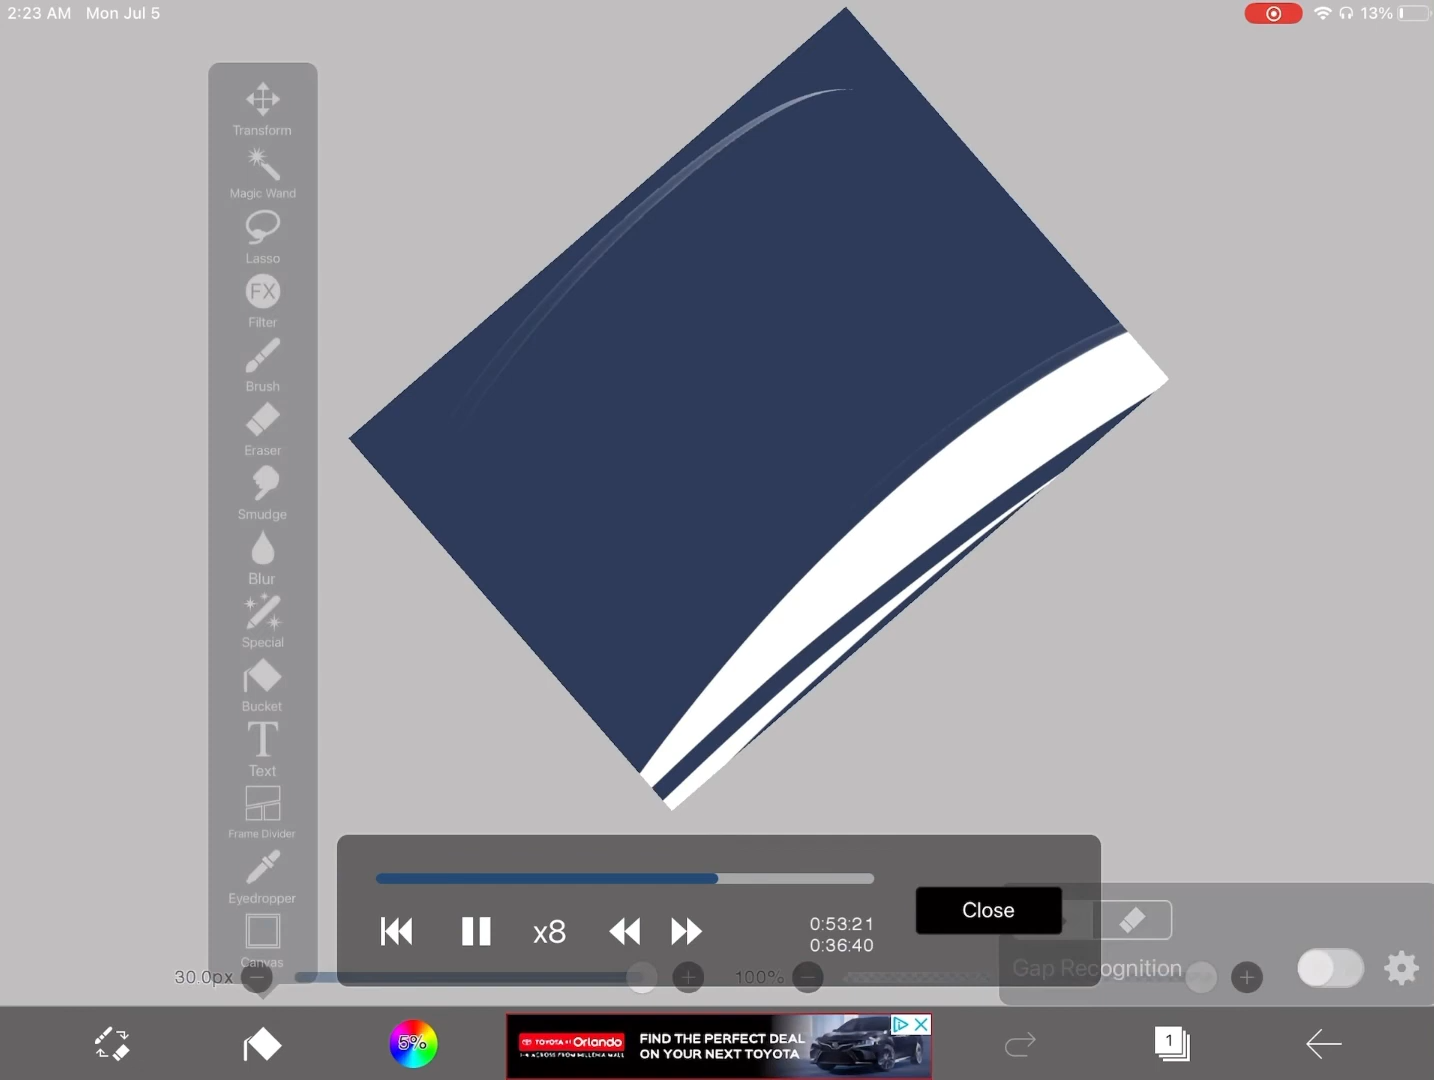 2:23 AM Mon Jul 5
13%
Transform
Magic Wand
Lasso
FX
Filter
Brush
Eraser
Smudge
Blur
Special
Bucket
T
Text
Frame Divider
Eyedropper
Canvas
x8
0:53:21
0:36:40
Close
Gap Recognition
30.0px
100%
5%
TOYOTA of Orlando
FIND THE PERFECT DEAL
ON YOUR NEXT TOYOTA
1